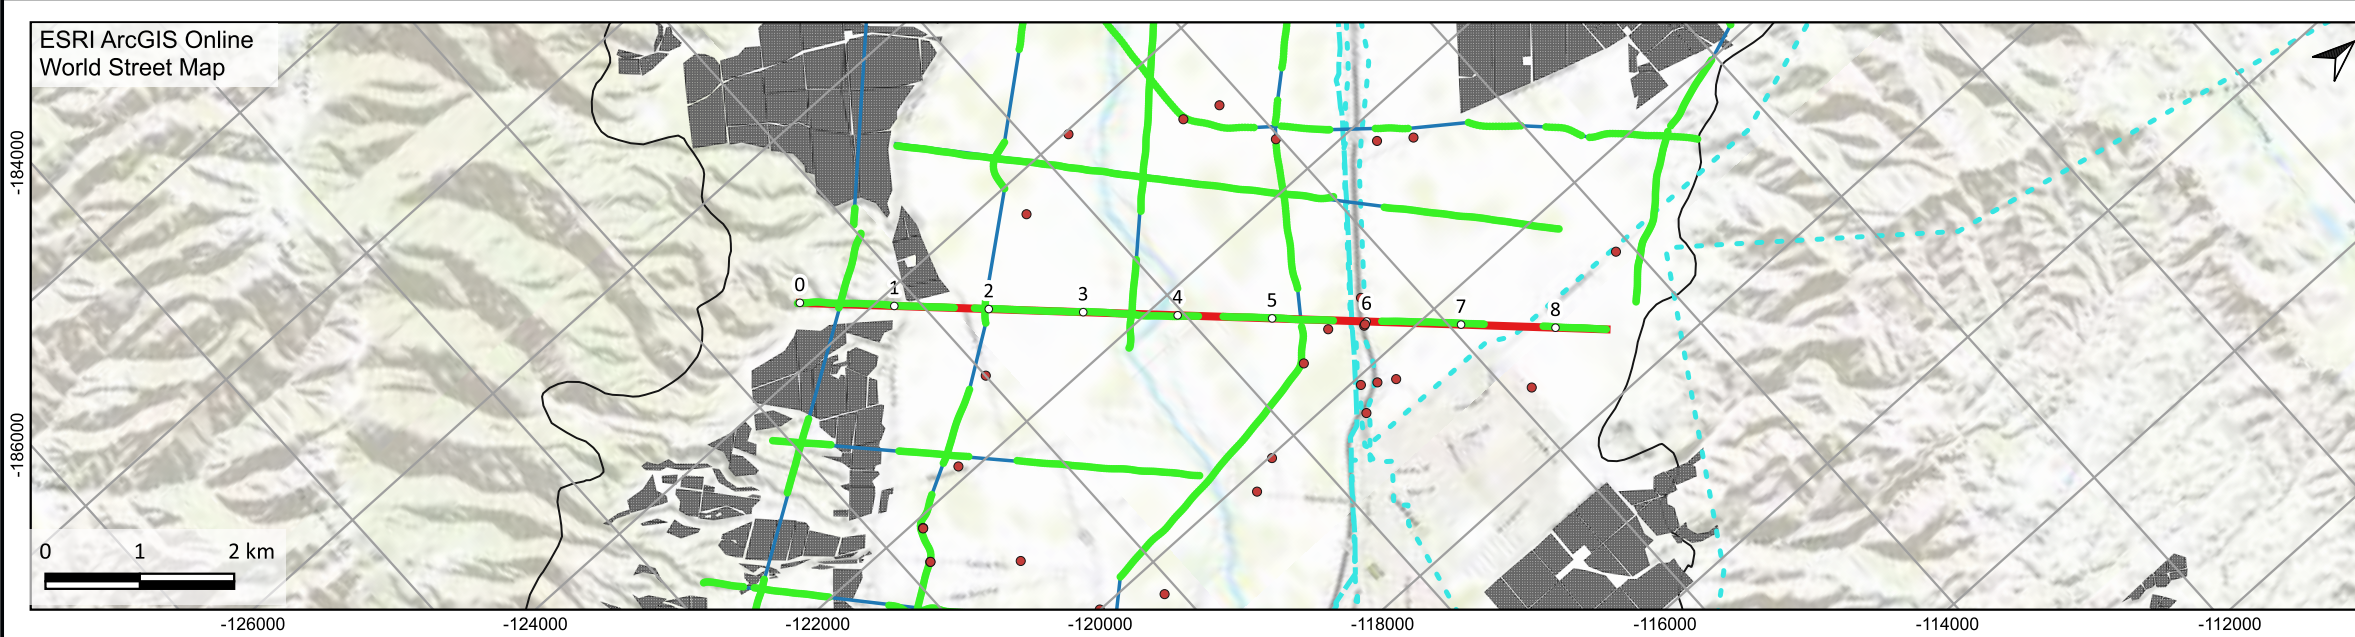 ESRI ArcGIS Online
World Street Map
-184000
-186000
0 1 2 3 4 5 6 7 8
0 1 2 km
-126000 -124000 -122000 -120000 -118000 -116000 -114000 -112000